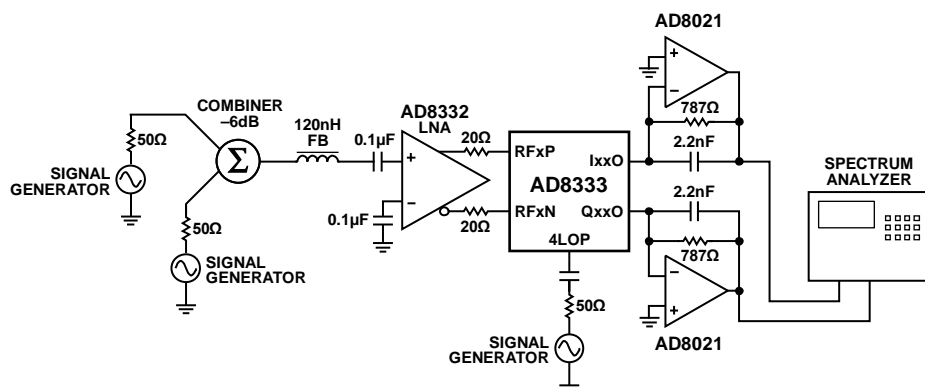 AD8021
COMBINER
–6dB
50Ω
SIGNAL
GENERATOR
Σ
50Ω
SIGNAL
GENERATOR
120nH
FB
0.1µF
AD8332
LNA
+
–
0.1µF
20Ω
20Ω
RFxP
IxxO
AD8333
RFxN
QxxO
4LOP
50Ω
SIGNAL
GENERATOR
+
–
787Ω
2.2nF
2.2nF
787Ω
–
+
AD8021
SPECTRUM
ANALYZER